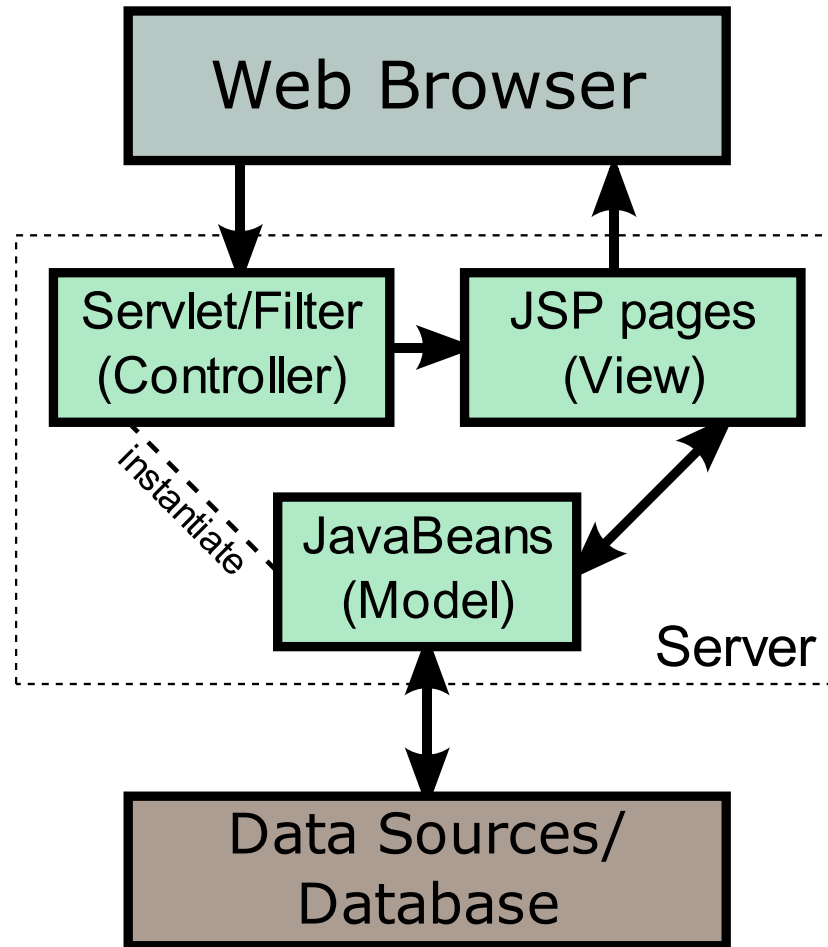 Web Browser
Servlet/Filter
(Controller)
JSP pages
(View)
instantiate
JavaBeans
(Model)
Server
Data Sources/
Database